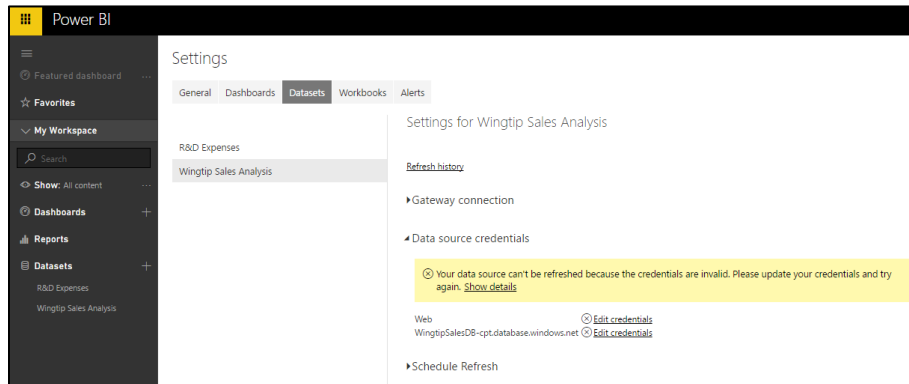 Power BI
Featured dashboard ...
Favorites
My Workspace
Search
Show: All content ...
Dashboards +
Reports
Datasets +
R&D Expenses
Wingtip Sales Analysis
Settings
General Dashboards Datasets Workbooks Alerts
R&D Expenses
Wingtip Sales Analysis
Settings for Wingtip Sales Analysis
Refresh history
Gateway connection
Data source credentials
Your data source can't be refreshed because the credentials are invalid. Please update your credentials and try
again. Show details
Web Edit credentials
WingtipSalesDB-cpt.database.windows.net Edit credentials
Schedule Refresh